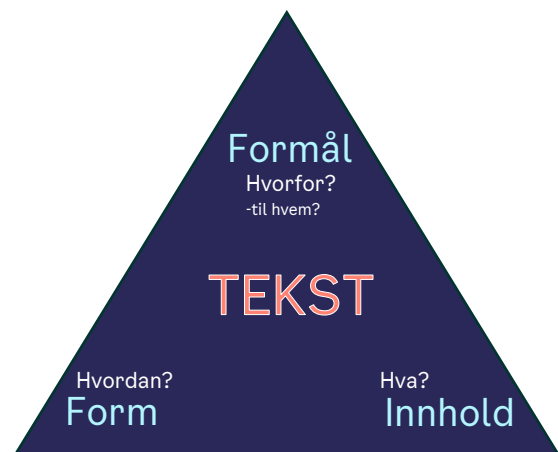 Formål
Hvorfor?
-til hvem?
TEKST
Hvordan?
Form
Hva?
Innhold